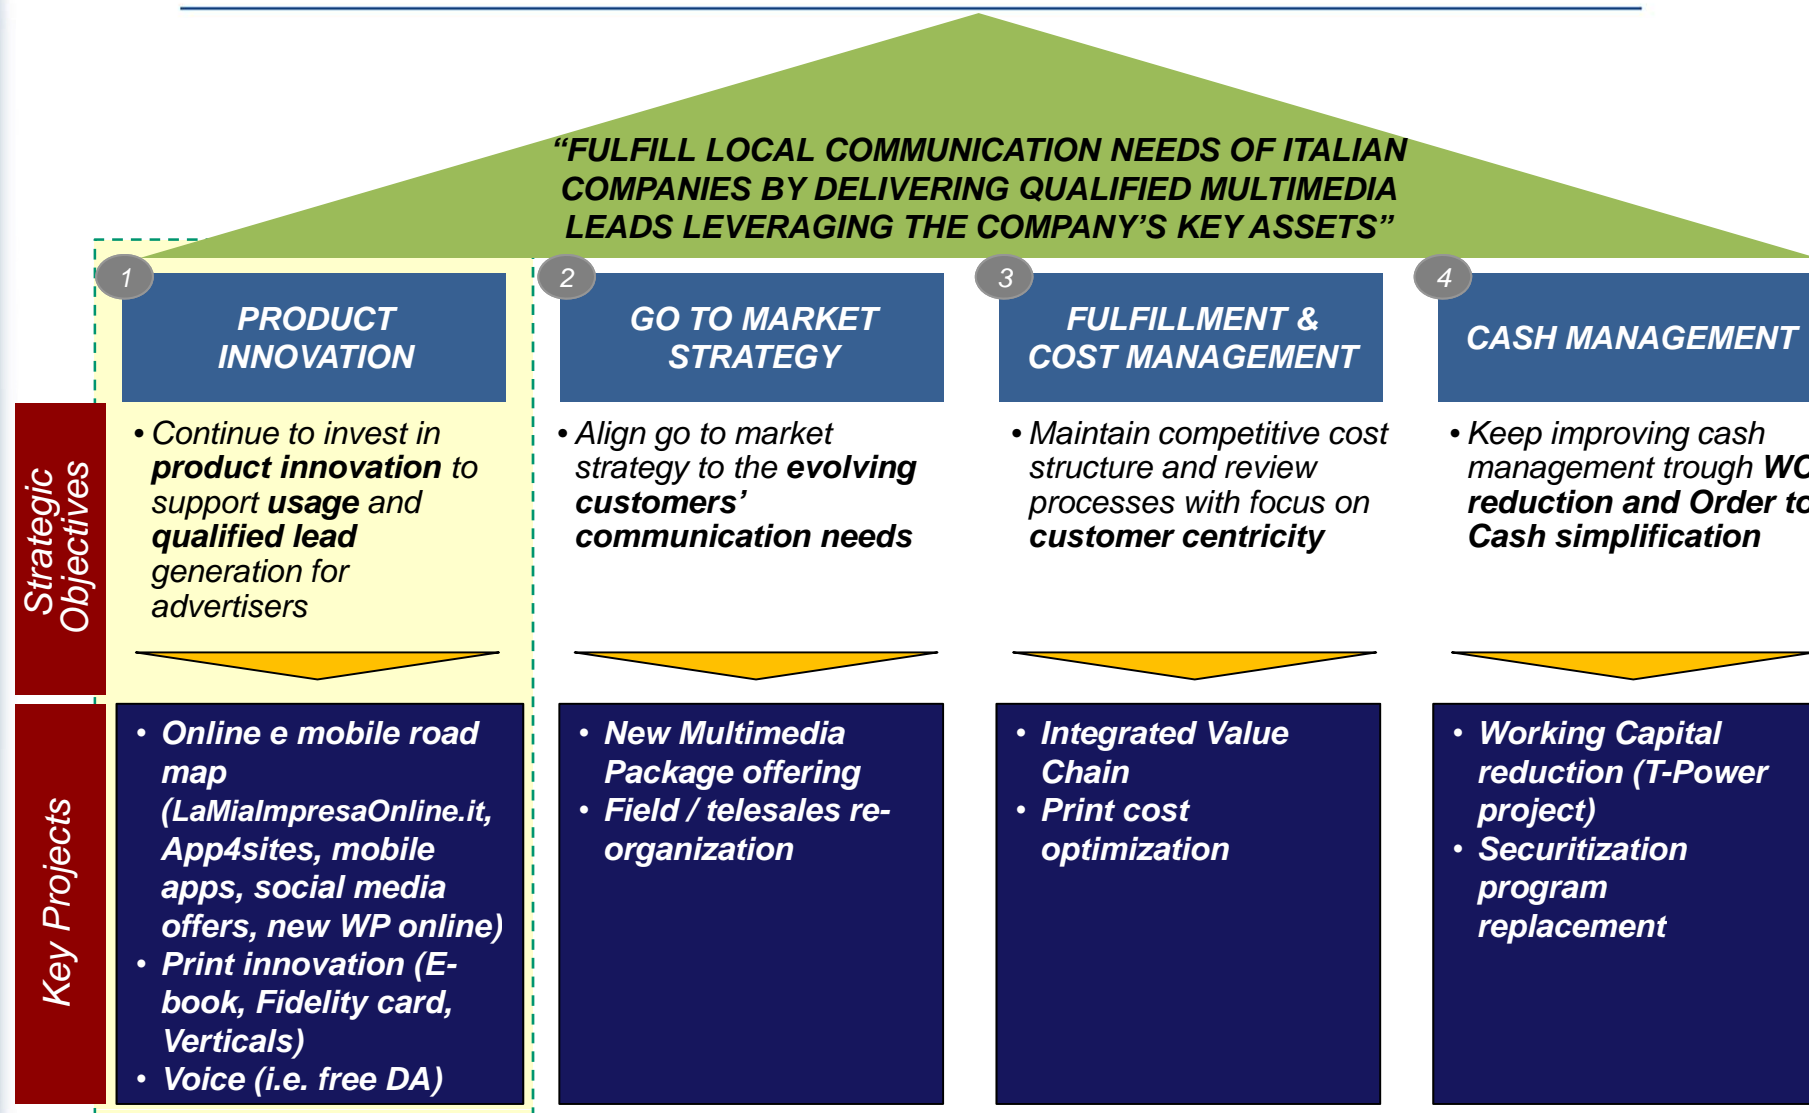 “FULFILL LOCAL COMMUNICATION NEEDS OF ITALIAN
COMPANIES BY DELIVERING QUALIFIED MULTIMEDIA
LEADS LEVERAGING THE COMPANY’S KEY ASSETS”
1
PRODUCT
INNOVATION
2
GO TO MARKET
STRATEGY
3
FULFILLMENT &
COST MANAGEMENT
4
CASH MANAGEMENT
Strategic
Objectives
• Continue to invest in
product innovation to
support usage and
qualified lead
generation for
advertisers
• Align go to market
strategy to the evolving
customers’
communication needs
• Maintain competitive cost
structure and review
processes with focus on
customer centricity
• Keep improving cash
management trough WC
reduction and Order to
Cash simplification
Key Projects
• Online e mobile road
map
(LaMiaImpresaOnline.it,
App4sites, mobile
apps, social media
offers, new WP online)
• Print innovation (E-
book, Fidelity card,
Verticals)
• Voice (i.e. free DA)
• New Multimedia
Package offering
• Field / telesales re-
organization
• Integrated Value
Chain
• Print cost
optimization
• Working Capital
reduction (T-Power
project)
• Securitization
program
replacement